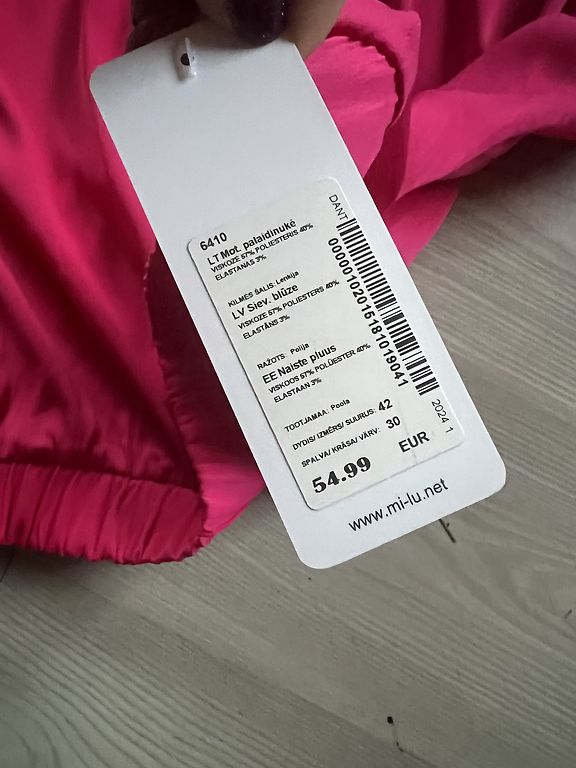 6410
LT Mot. palaidinukė
VISKOZĖ 57% POLIESTERIS 40%
ELASTANAS 3%
KILMĖS ŠALIS: Lenkija
LV Siev. blūze
VISKOZE 57% POLIESTERS 40%
ELASTĀNS 3%
RAŽOTS: Polija
EE Naiste pluus
VISKOOS 57% POLÜESTER 40%
ELASTAAN 3%
TOOTJAMAA: Poola
DYDIS/ IZMĒRS/ SUURUS: 42
SPALVA/ KRĀSA/ VÄRV: 30
54.99 EUR
DANT
00000102016181019041
2024 1
www.mi-lu.net